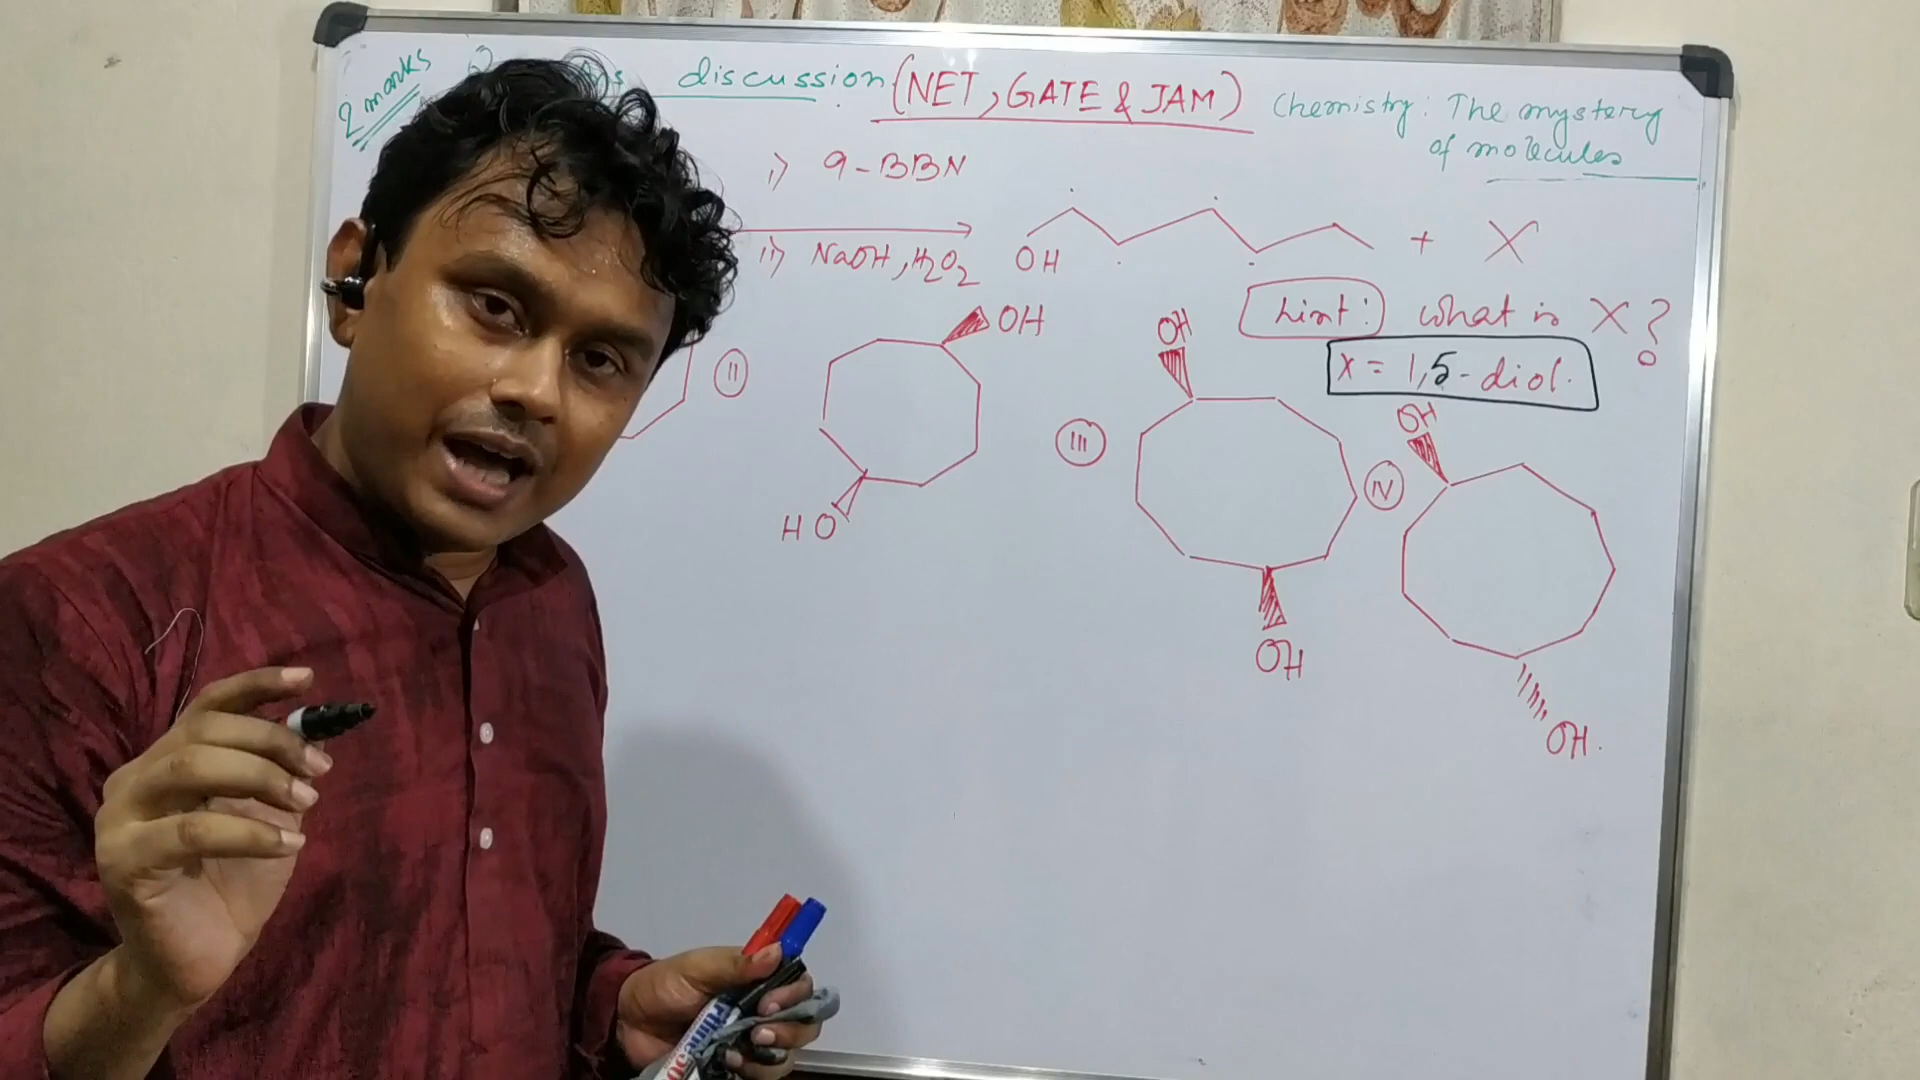 2 marks
discussion (NET, GATE & JAM)
Chemistry: The mystery
of molecules
i) 9-BBN
ii) NaOH, H2O2
OH
+ X
hint: what is X?
X = 1,5-diol.
II
OH
HO
III
OH
OH
IV
OH
OH.